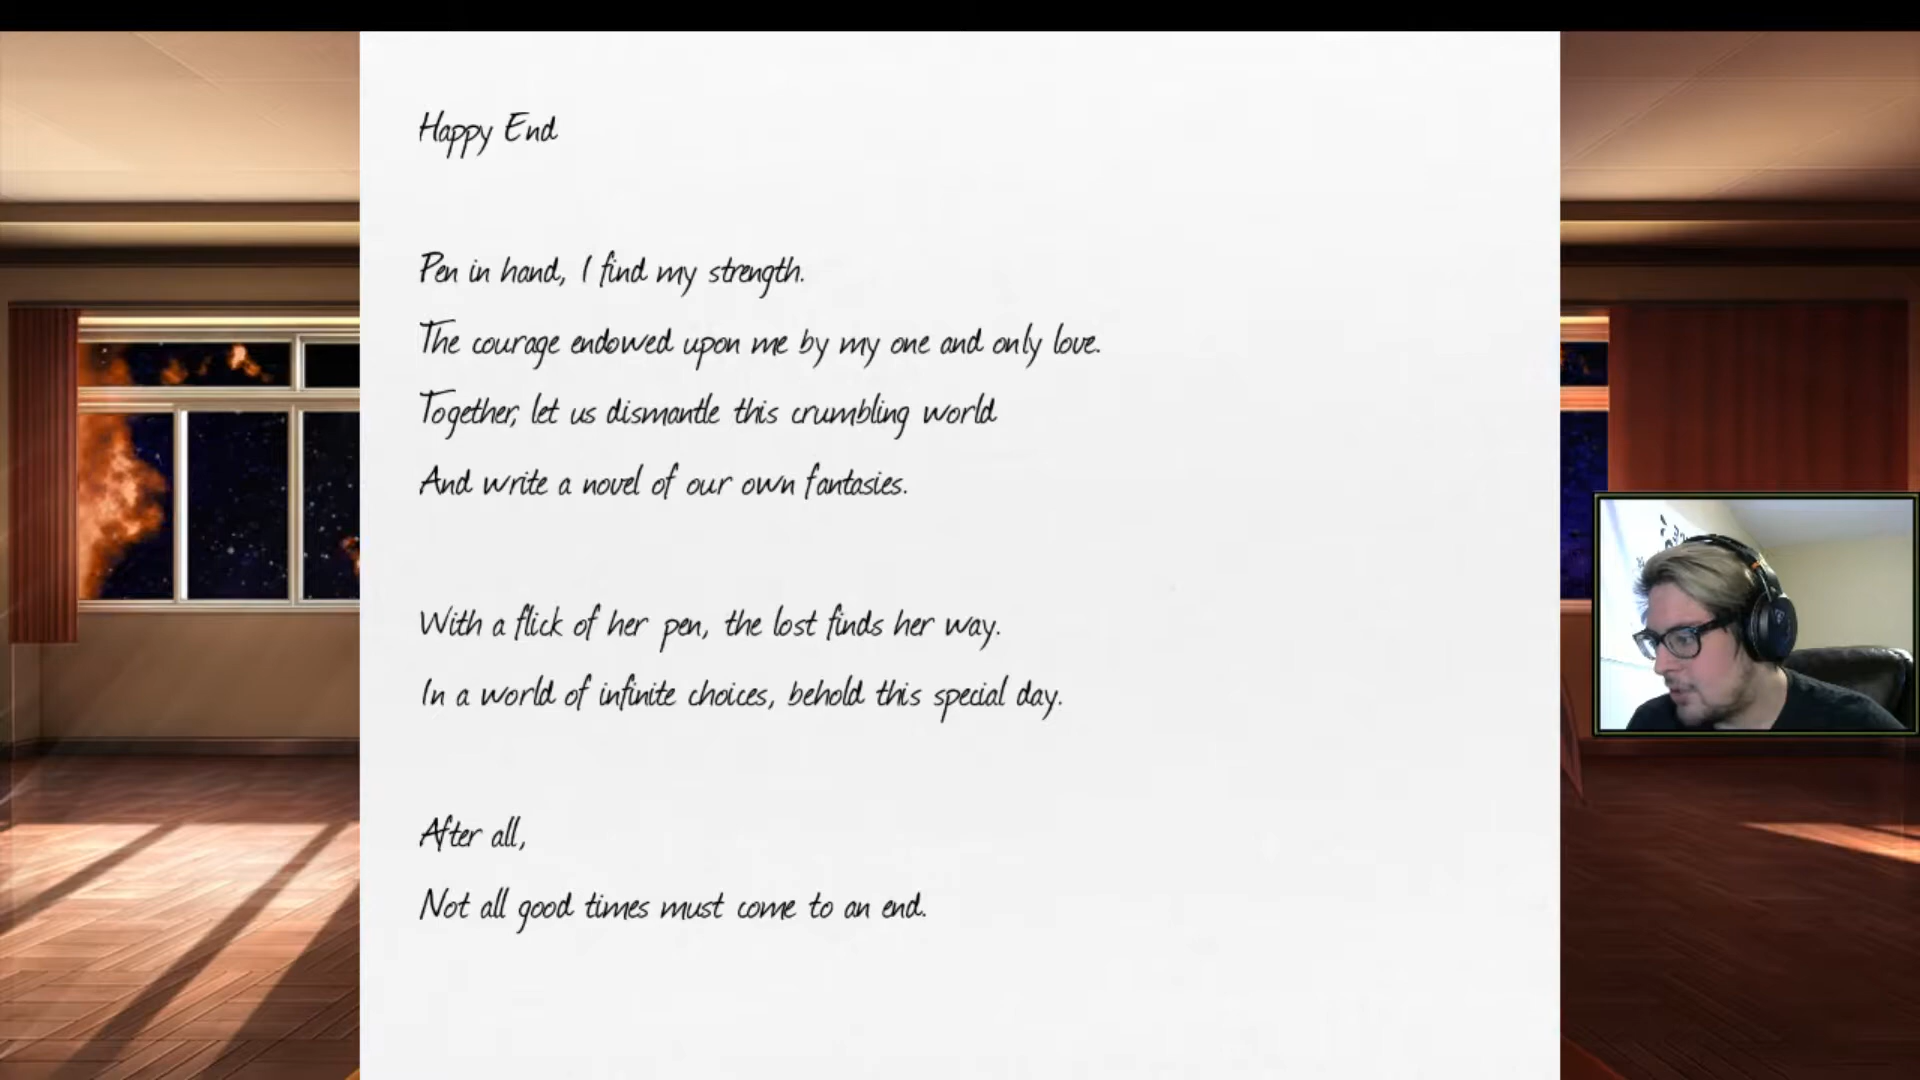 Happy End
Pen in hand, I find my strength.
The courage endowed upon me by my one and only love.
Together, let us dismantle this crumbling world
And write a novel of our own fantasies.
With a flick of her pen, the lost finds her way.
In a world of infinite choices, behold this special day.
After all,
Not all good times must come to an end.